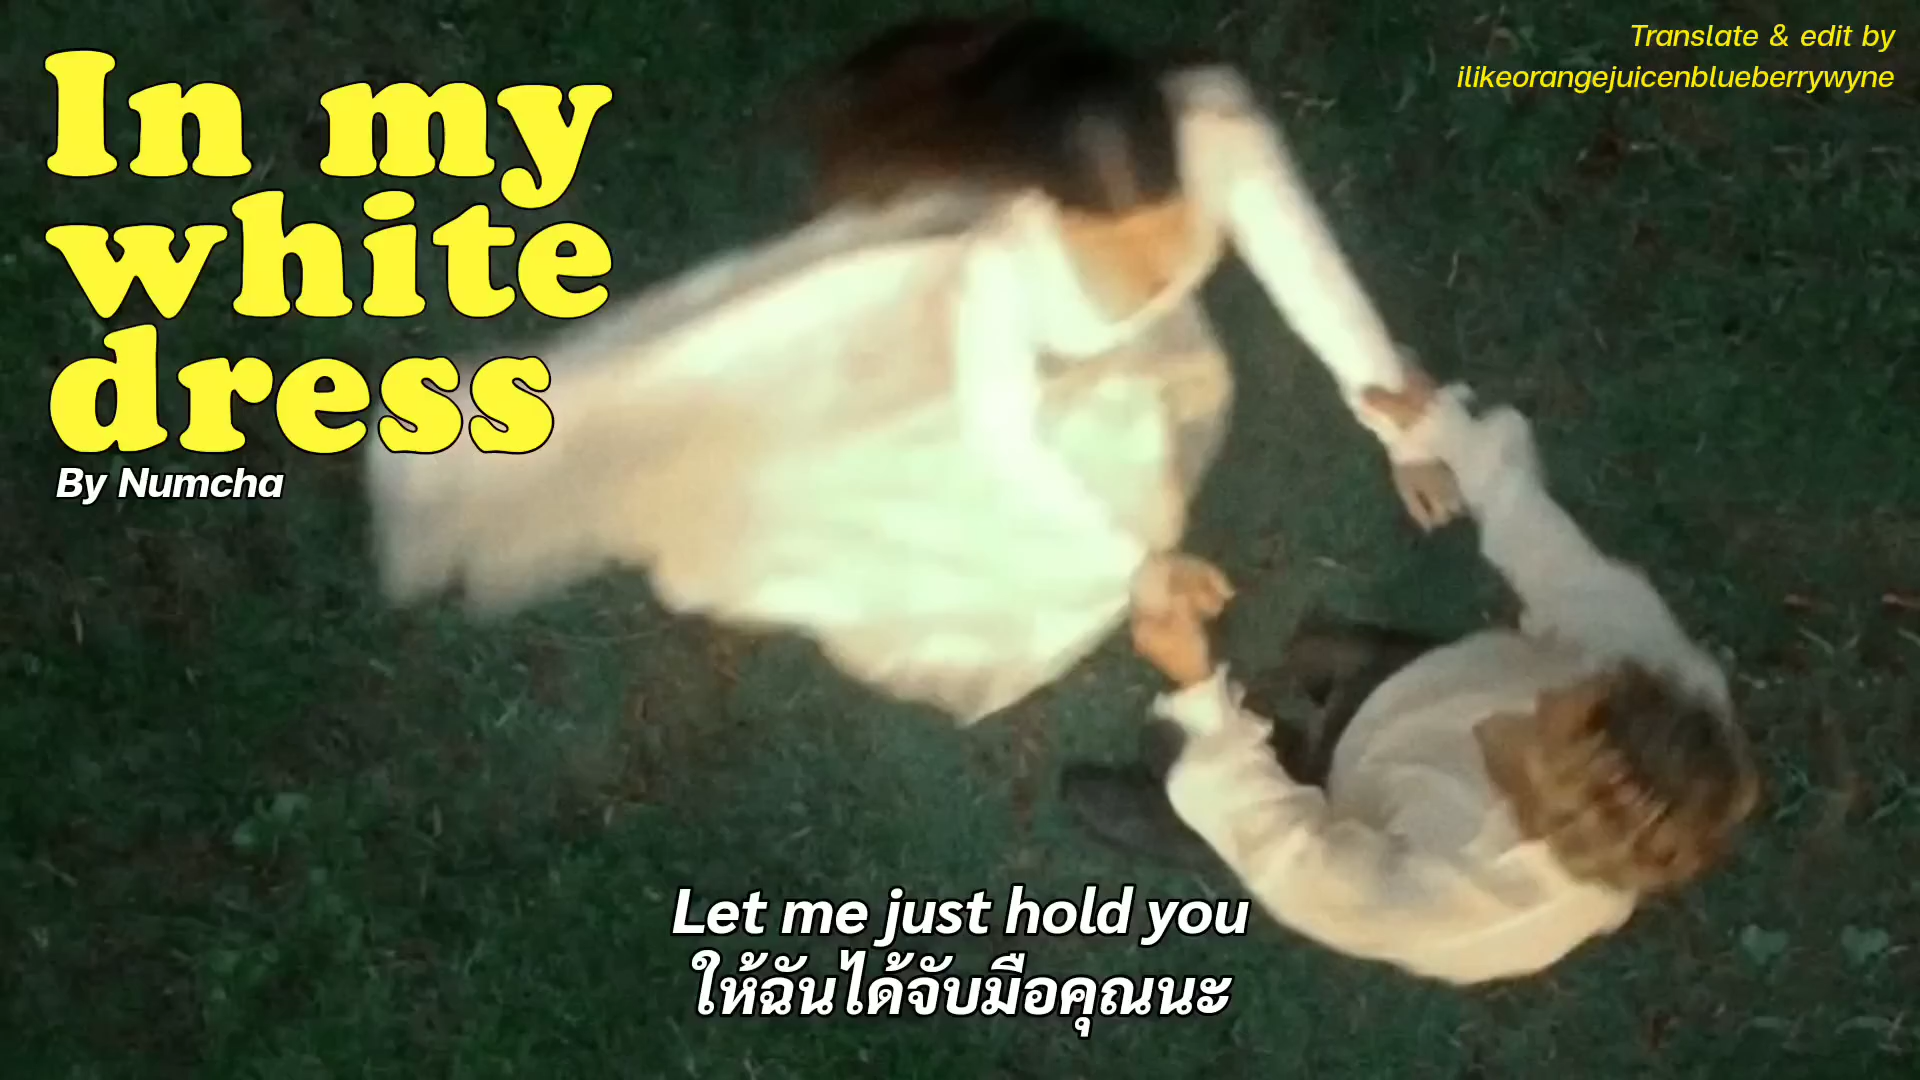 In my
white
dress
By Numcha
Translate & edit by
ilikeorangejuicenblueberrywyne
Let me just hold you
ให้ฉันได้จับมือคุณนะ